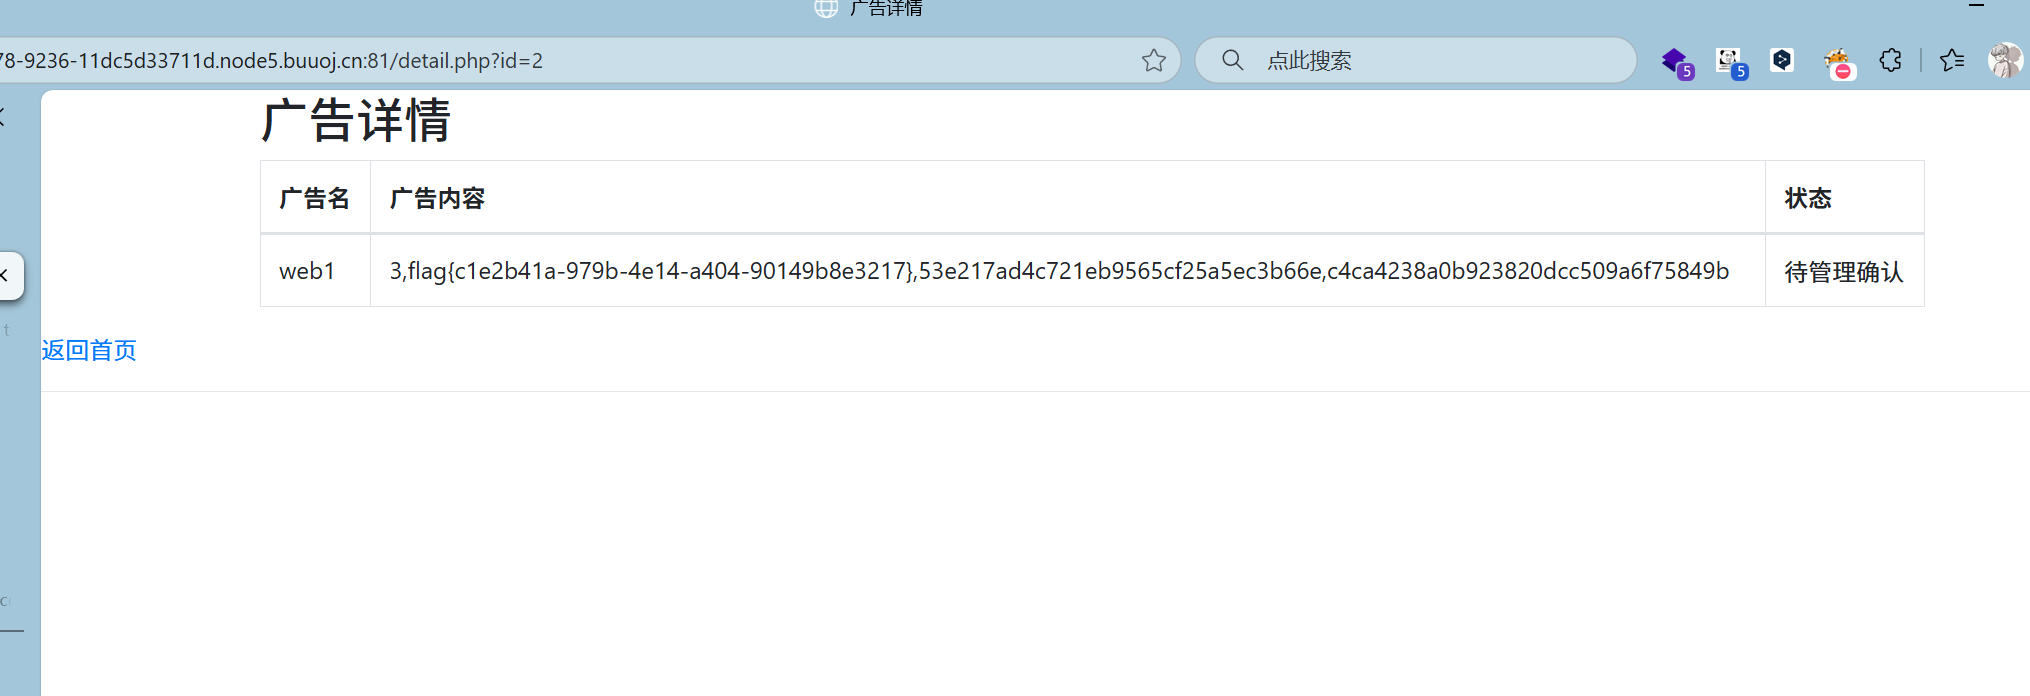 广告详情
78-9236-11dc5d33711d.node5.buuoj.cn:81/detail.php?id=2
点此搜索
5
5
广告详情
广告名 广告内容 状态
web1 3,flag{c1e2b41a-979b-4e14-a404-90149b8e3217},53e217ad4c721eb9565cf25a5ec3b66e,c4ca4238a0b923820dcc509a6f75849b 待管理确认
t
返回首页
c